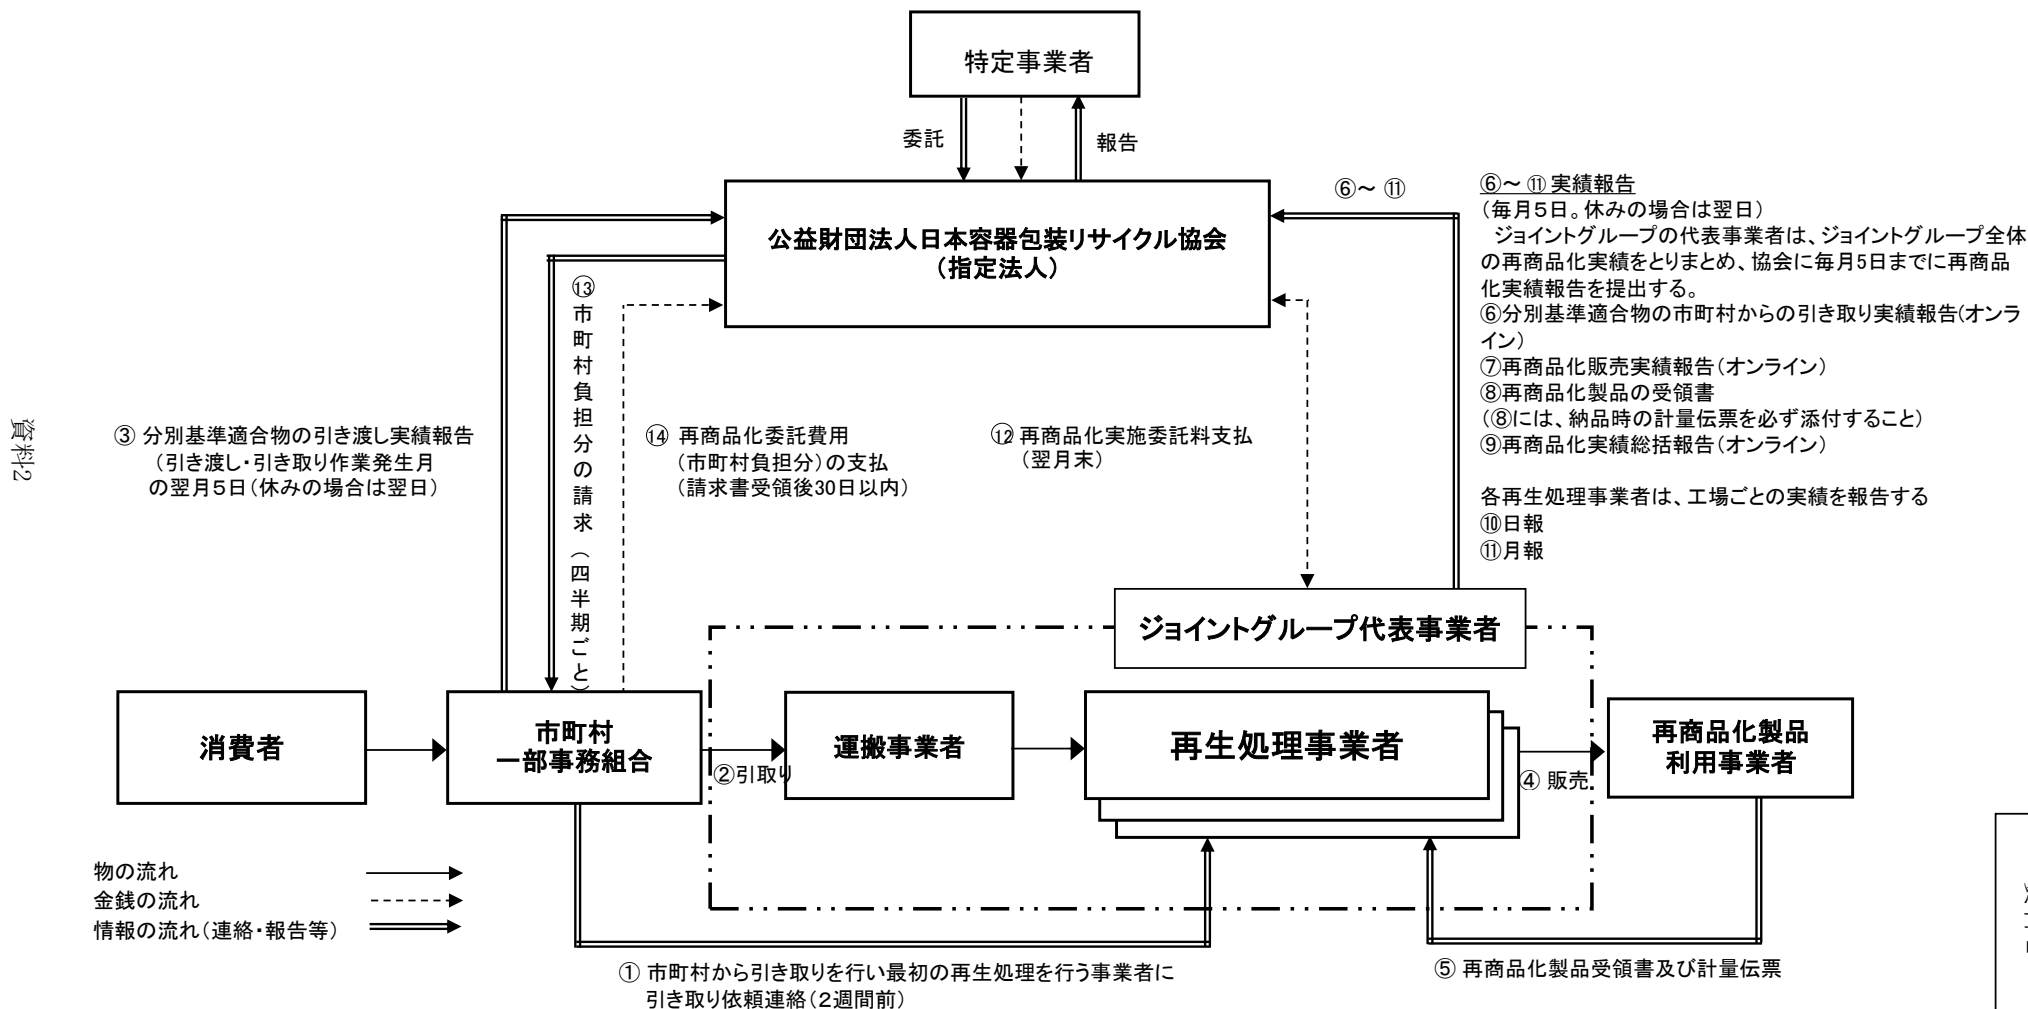 特定事業者
委託
報告
公益財団法人日本容器包装リサイクル協会
(指定法人)
⑥～ ⑪
⑥～ ⑪ 実績報告
(毎月5日。休みの場合は翌日)
ジョイントグループの代表事業者は、ジョイントグループ全体
の再商品化実績をとりまとめ、協会に毎月5日までに再商品
化実績報告を提出する。
⑥分別基準適合物の市町村からの引き取り実績報告(オンラ
イン)
⑦再商品化販売実績報告(オンライン)
⑧再商品化製品の受領書
(⑧には、納品時の計量伝票を必ず添付すること)
⑨再商品化実績総括報告(オンライン)
各再生処理事業者は、工場ごとの実績を報告する
⑩日報
⑪月報
資料2
③ 分別基準適合物の引き渡し実績報告
(引き渡し・引き取り作業発生月
の翌月5日(休みの場合は翌日)
⑬市町村負担分の請求(四半期ごと)
⑭ 再商品化委託費用
(市町村負担分)の支払
(請求書受領後30日以内)
⑫ 再商品化実施委託料支払
(翌月末)
ジョイントグループ代表事業者
消費者
市町村
一部事務組合
②引取り
運搬事業者
再生処理事業者
④ 販売
再商品化製品
利用事業者
物の流れ
金銭の流れ
情報の流れ(連絡・報告等)
① 市町村から引き取りを行い最初の再生処理を行う事業者に
引き取り依頼連絡(2週間前)
⑤ 再商品化製品受領書及び計量伝票